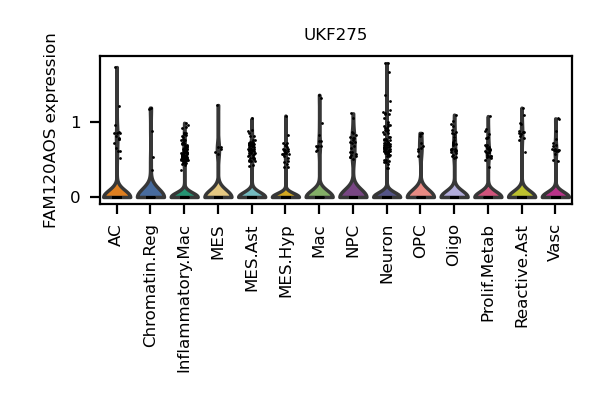 UKF275
FAM120AOS expression
1
0
AC
Chromatin.Reg
Inflammatory.Mac
MES
MES.Ast
MES.Hyp
Mac
NPC
Neuron
OPC
Oligo
Prolif.Metab
Reactive.Ast
Vasc